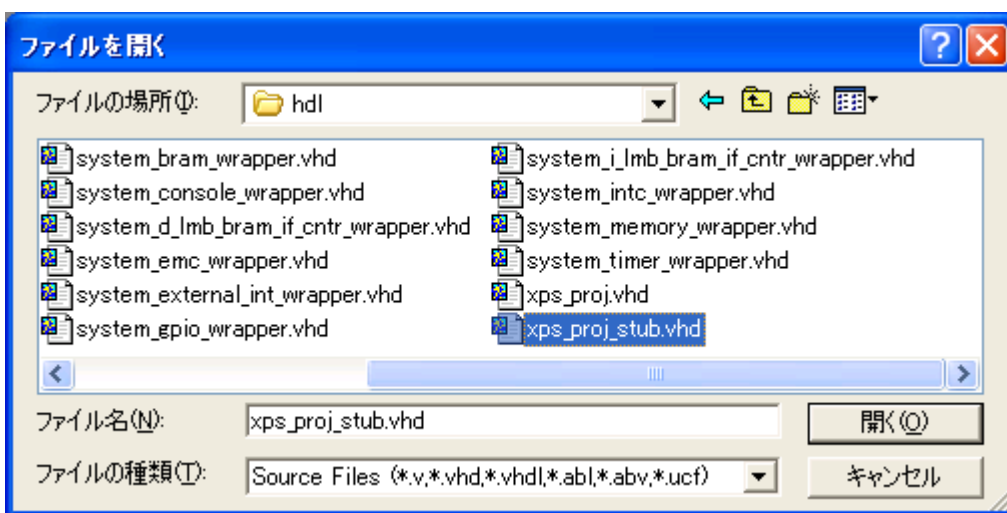 ファイルを開く
ファイルの場所(I):
hdl
system_bram_wrapper.vhd
system_console_wrapper.vhd
system_d_lmb_bram_if_cntr_wrapper.vhd
system_emc_wrapper.vhd
system_external_int_wrapper.vhd
system_gpio_wrapper.vhd
system_i_lmb_bram_if_cntr_wrapper.vhd
system_intc_wrapper.vhd
system_memory_wrapper.vhd
system_timer_wrapper.vhd
xps_proj.vhd
xps_proj_stub.vhd
ファイル名(N):
xps_proj_stub.vhd
開く(O)
ファイルの種類(T):
Source Files (*.v,*.vhd,*.vhdl,*.abl,*.abv,*.ucf)
キャンセル